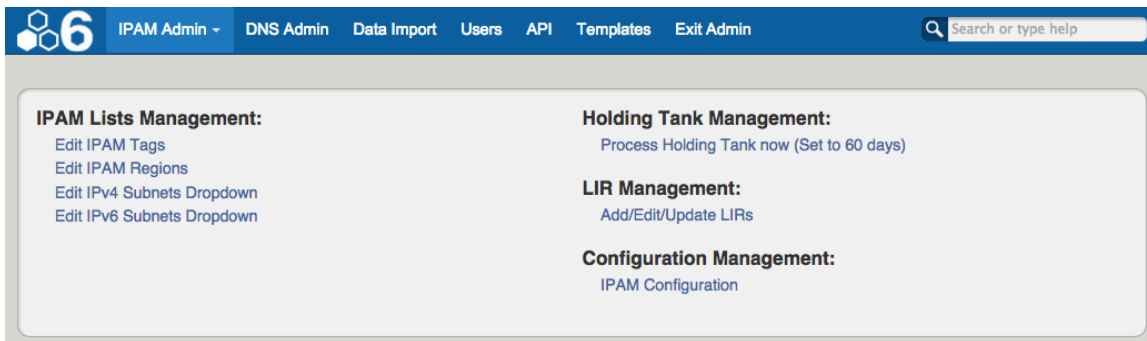 6 IPAM Admin DNS Admin Data Import Users API Templates Exit Admin Search or type help
IPAM Lists Management:
Edit IPAM Tags
Edit IPAM Regions
Edit IPv4 Subnets Dropdown
Edit IPv6 Subnets Dropdown
Holding Tank Management:
Process Holding Tank now (Set to 60 days)
LIR Management:
Add/Edit/Update LIRs
Configuration Management:
IPAM Configuration